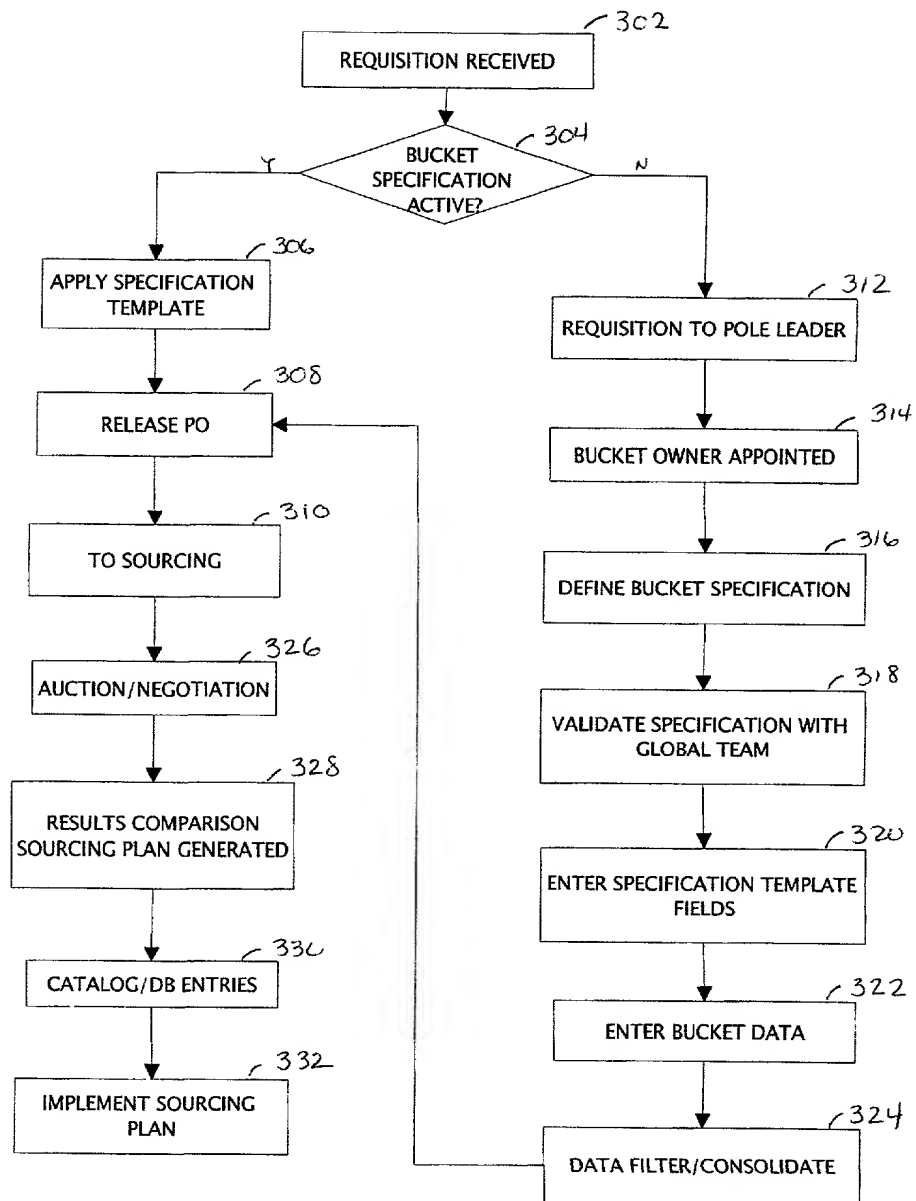 302
REQUISITION RECEIVED
304
BUCKET
SPECIFICATION
ACTIVE?
Y
N
306
APPLY SPECIFICATION
TEMPLATE
308
RELEASE PO
310
TO SOURCING
326
AUCTION/NEGOTIATION
328
RESULTS COMPARISON
SOURCING PLAN GENERATED
330
CATALOG/DB ENTRIES
332
IMPLEMENT SOURCING
PLAN
312
REQUISITION TO POLE LEADER
314
BUCKET OWNER APPOINTED
316
DEFINE BUCKET SPECIFICATION
318
VALIDATE SPECIFICATION WITH
GLOBAL TEAM
320
ENTER SPECIFICATION TEMPLATE
FIELDS
322
ENTER BUCKET DATA
324
DATA FILTER/CONSOLIDATE